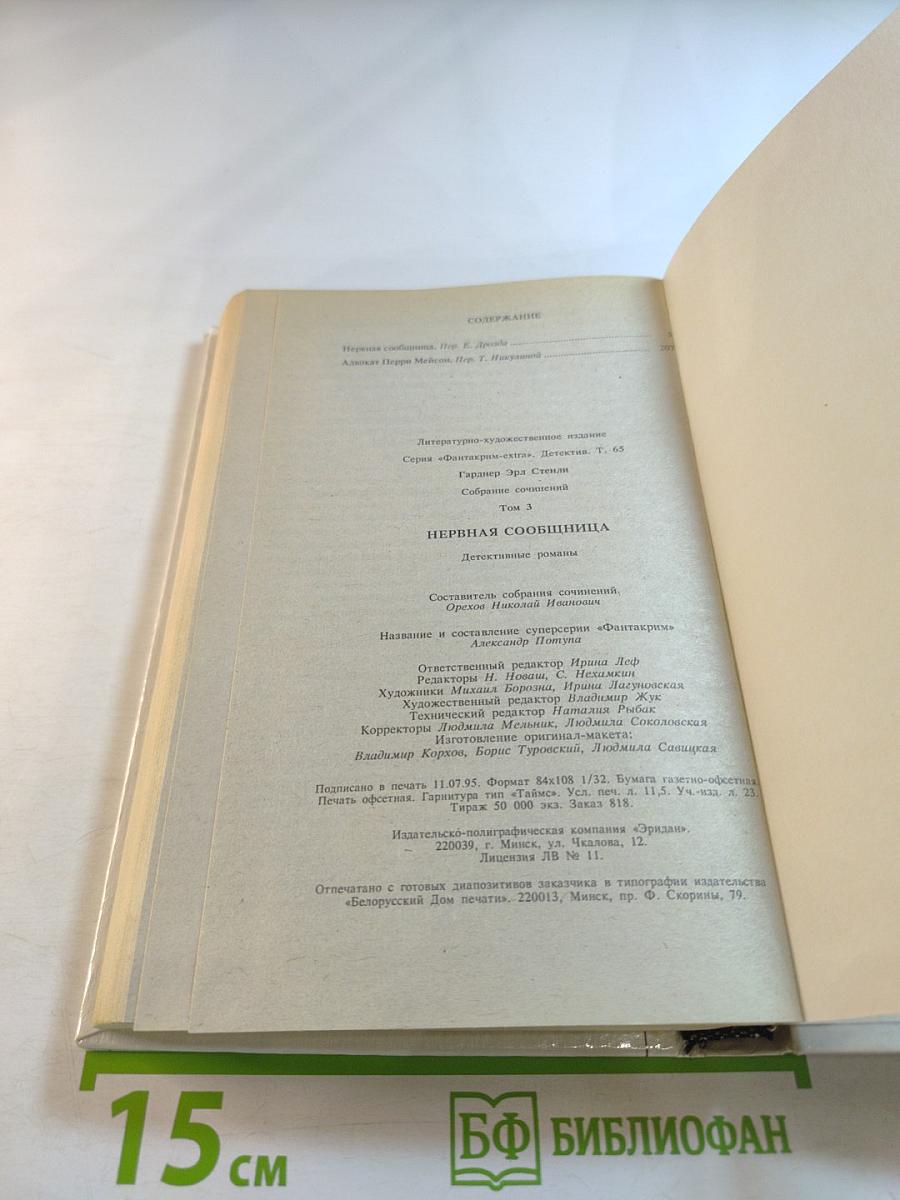 СОДЕРЖАНИЕ
Нервная сообщница. Пер. Е. Дрозда 5
Адвокат Перри Мейсон. Пер. Т. Никулиной 207
Литературно-художественное издание
Серия «Фантакрим-extra». Детектив. Т. 65
Гарднер Эрл Стенли
Собрание сочинений
Том 3
НЕРВНАЯ СООБЩНИЦА
Детективные романы
Составитель собрания сочинений,
Орехов Николай Иванович
Название и составление суперсерии «Фантакрим»
Александр Потупа
Ответственный редактор Ирина Леф
Редакторы Н. Новаш, С. Нехамкин
Художники Михаил Борозна, Ирина Лагуновская
Художественный редактор Владимир Жук
Технический редактор Наталия Рыбак
Корректоры Людмила Мельник, Людмила Соколовская
Изготовление оригинал-макета:
Владимир Корхов, Борис Туровский, Людмила Савицкая
Подписано в печать 11.07.95. Формат 84x108 1/32. Бумага газетно-офсетная.
Печать офсетная. Гарнитура тип «Таймс». Усл. печ. л. 11,5. Уч.-изд. л. 23.
Тираж 50 000 экз. Заказ 818.
Издательско-полиграфическая компания «Эридан».
220039, г. Минск, ул. Чкалова, 12.
Лицензия ЛВ № 11.
Отпечатано с готовых диапозитивов заказчика в типографии издательства
«Белорусский Дом печати». 220013, Минск, пр. Ф. Скорины, 79.
15 см
БФ БИБЛИОФАН